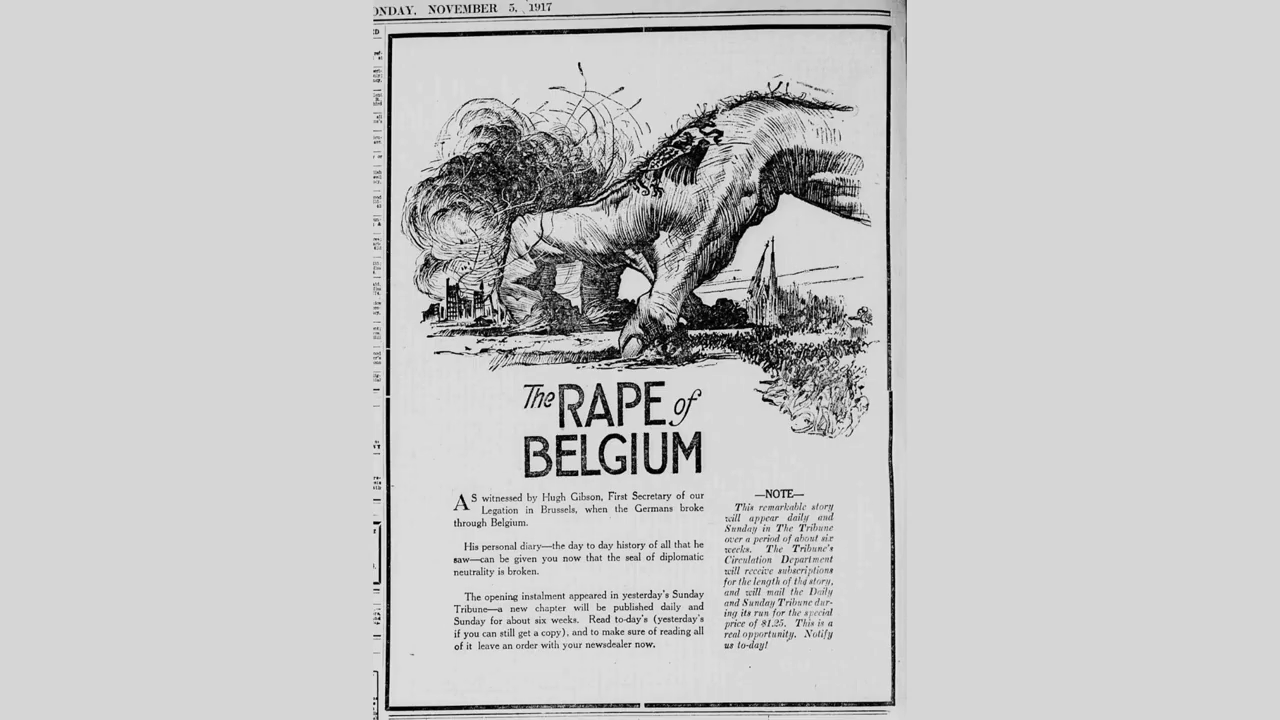 ONDAY, NOVEMBER 5, 1917
The RAPE of
BELGIUM
AS witnessed by Hugh Gibson, First Secretary of our
Legation in Brussels, when the Germans broke
through Belgium.
His personal diary—the day to day history of all that he
saw—can be given you now that the seal of diplomatic
neutrality is broken.
The opening instalment appeared in yesterday's Sunday
Tribune—a new chapter will be published daily and
Sunday for about six weeks. Read to-day's (yesterday's
if you can still get a copy), and to make sure of reading all
of it leave an order with your newsdealer now.
—NOTE—
This remarkable story
will appear daily and
Sunday in The Tribune
over a period of about six
weeks. The Tribune's
Circulation Department
will receive subscriptions
for the length of the story,
and will mail the Daily
and Sunday Tribune dur-
ing its run for the special
price of $1.25. This is a
real opportunity. Notify
us to-day!